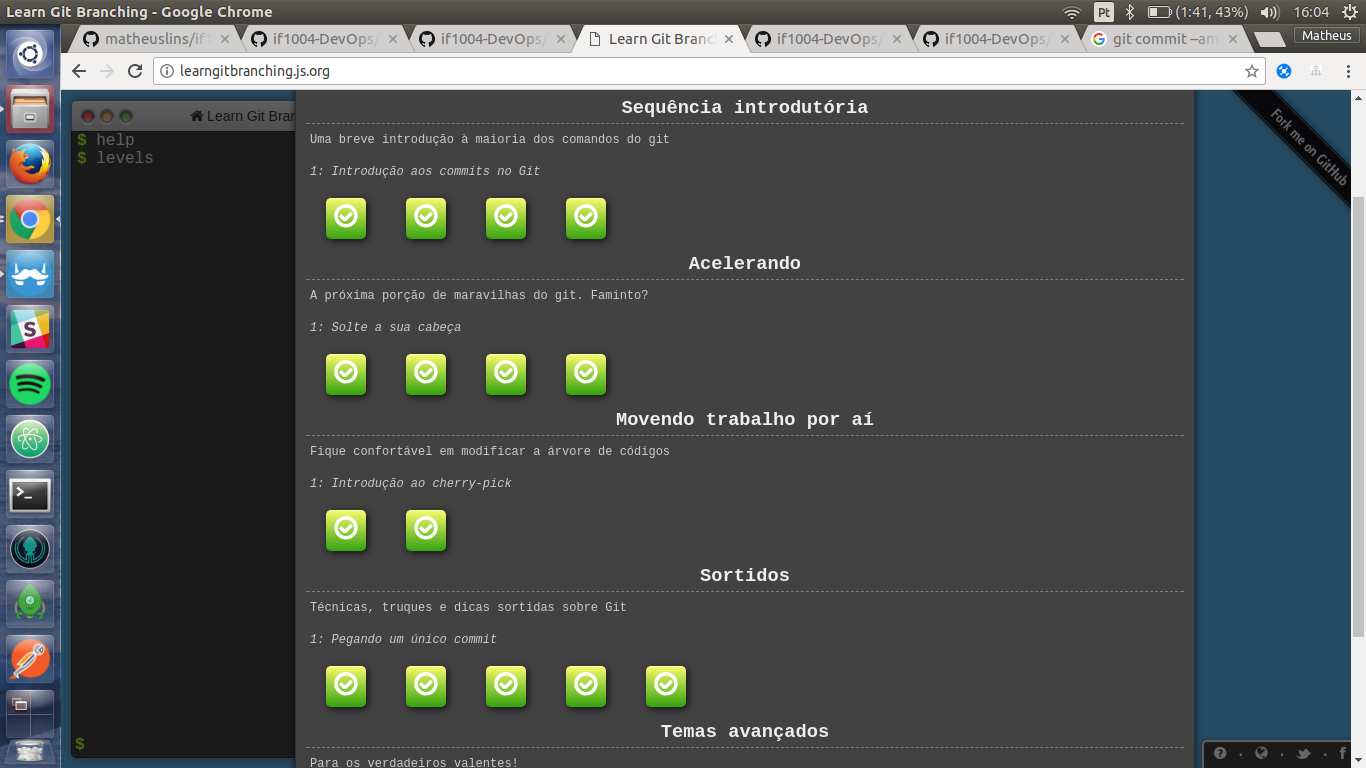 Learn Git Branching - Google Chrome
Pt
(1:41, 43%)
16:04
matheuslins/if1
if1004-DevOps/
if1004-DevOps/
Learn Git Branc
if1004-DevOps/
if1004-DevOps/
git commit --am
Matheus
learngitbranching.js.org
Learn Git Bran
$ help
$ levels
$
Fork me on GitHub
Sequência introdutória
Uma breve introdução à maioria dos comandos do git
1: Introdução aos commits no Git
Acelerando
A próxima porção de maravilhas do git. Faminto?
1: Solte a sua cabeça
Movendo trabalho por aí
Fique confortável em modificar a árvore de códigos
1: Introdução ao cherry-pick
Sortidos
Técnicas, truques e dicas sortidas sobre Git
1: Pegando um único commit
Temas avançados
Para os verdadeiros valentes!